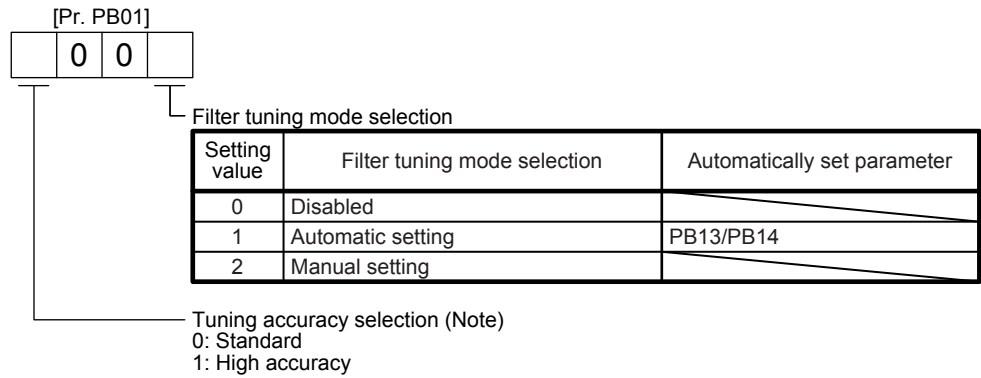 [Pr. PB01]
0 0
Filter tuning mode selection
Setting value Filter tuning mode selection Automatically set parameter
0 Disabled
1 Automatic setting PB13/PB14
2 Manual setting
Tuning accuracy selection (Note)
0: Standard
1: High accuracy